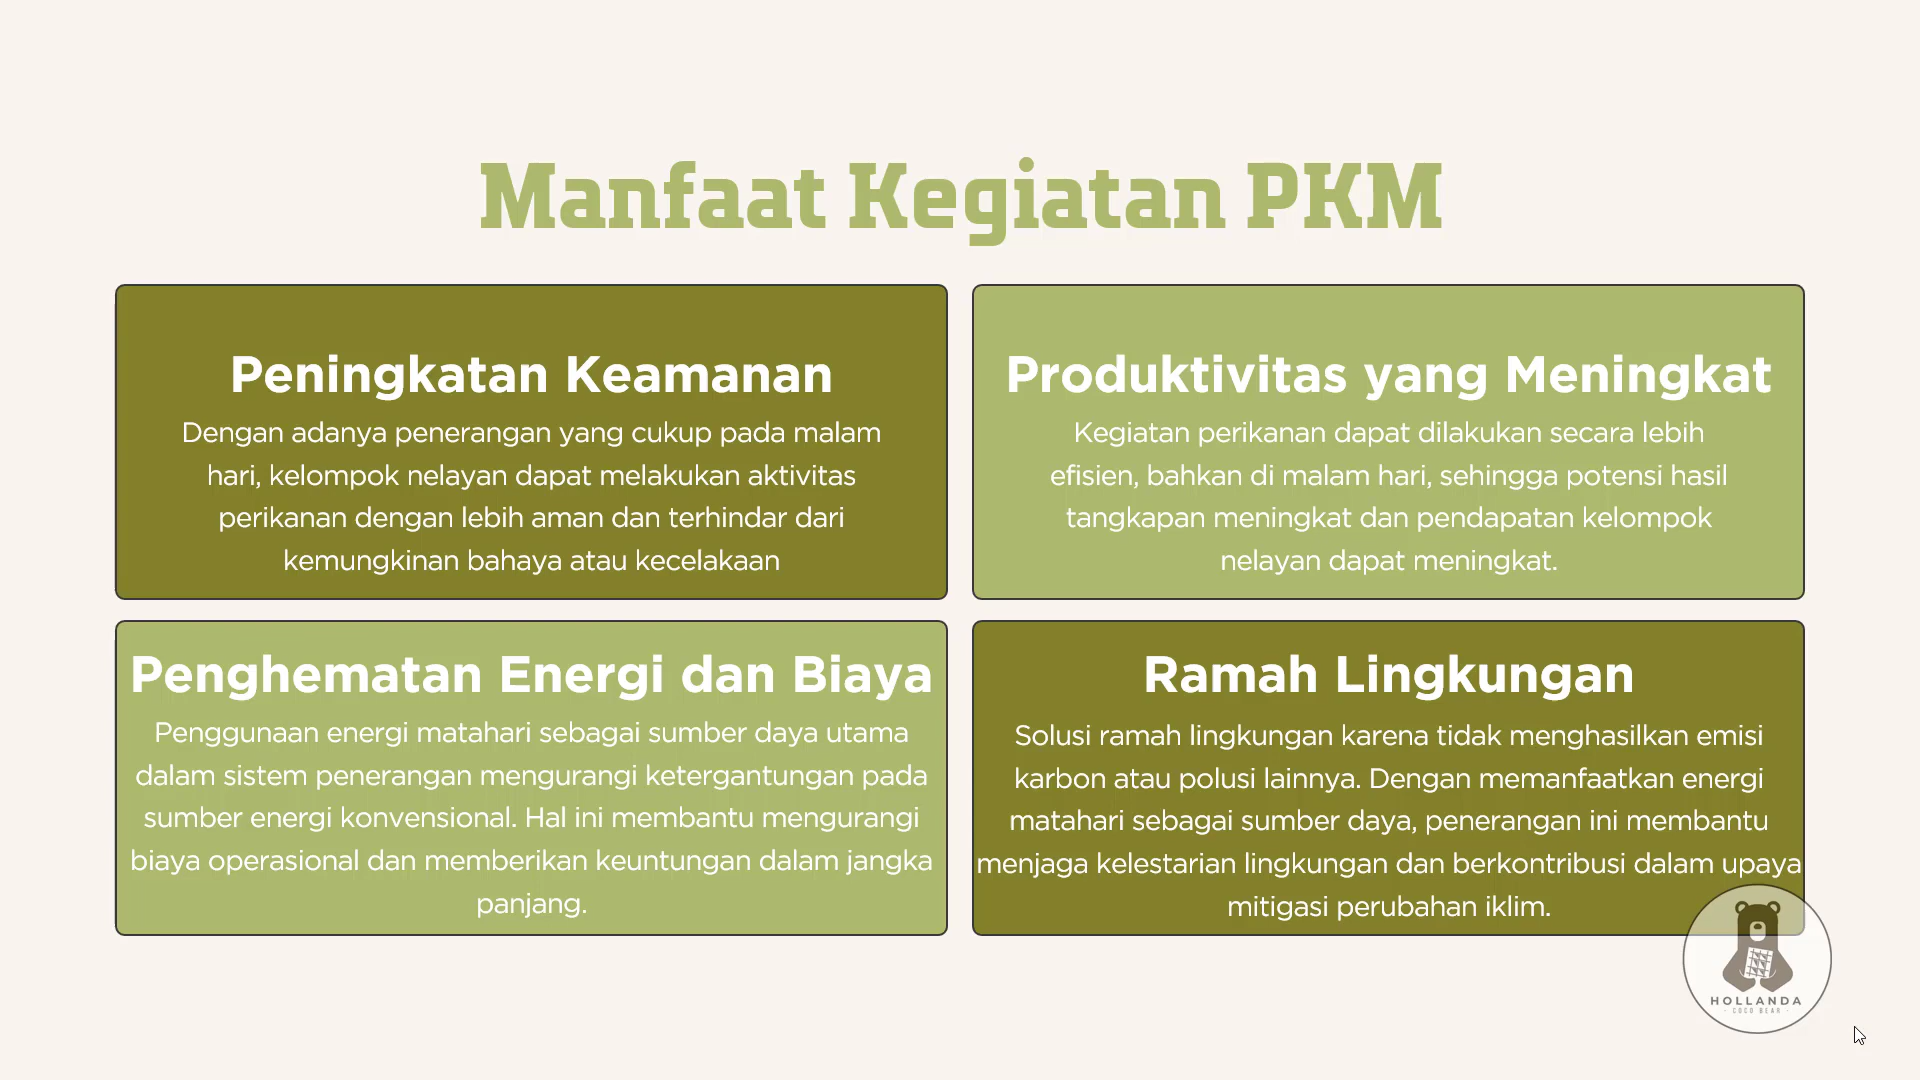 Manfaat Kegiatan PKM
Peningkatan Keamanan
Dengan adanya penerangan yang cukup pada malam
hari, kelompok nelayan dapat melakukan aktivitas
perikanan dengan lebih aman dan terhindar dari
kemungkinan bahaya atau kecelakaan
Produktivitas yang Meningkat
Kegiatan perikanan dapat dilakukan secara lebih
efisien, bahkan di malam hari, sehingga potensi hasil
tangkapan meningkat dan pendapatan kelompok
nelayan dapat meningkat.
Penghematan Energi dan Biaya
Penggunaan energi matahari sebagai sumber daya utama
dalam sistem penerangan mengurangi ketergantungan pada
sumber energi konvensional. Hal ini membantu mengurangi
biaya operasional dan memberikan keuntungan dalam jangka
panjang.
Ramah Lingkungan
Solusi ramah lingkungan karena tidak menghasilkan emisi
karbon atau polusi lainnya. Dengan memanfaatkan energi
matahari sebagai sumber daya, penerangan ini membantu
menjaga kelestarian lingkungan dan berkontribusi dalam upaya
mitigasi perubahan iklim.
HOLLANDA
COCO BEAR